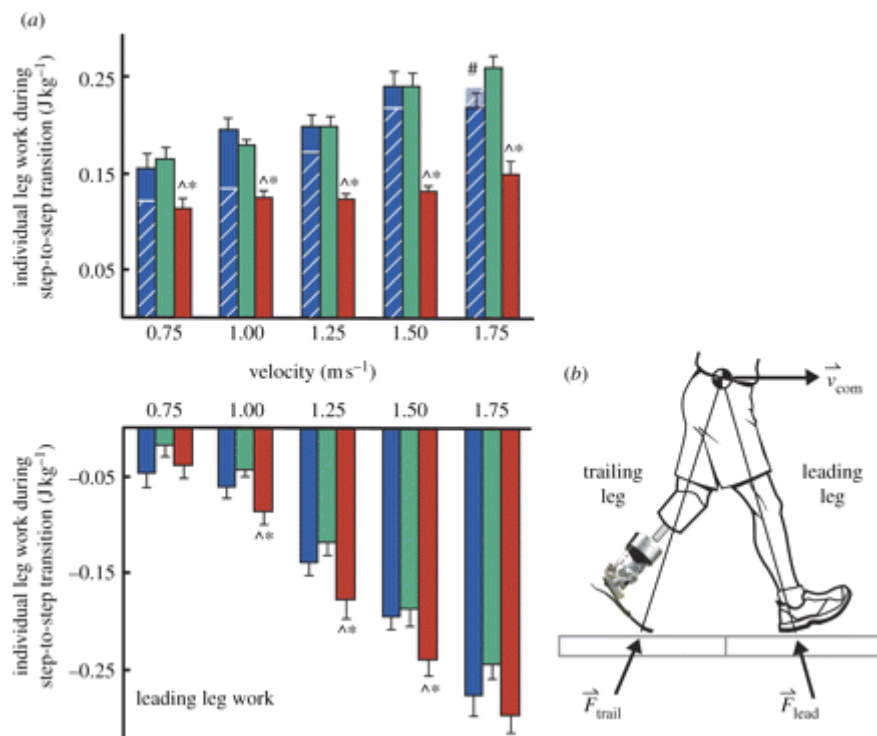 (a)
individual leg work during
step-to-step transition (J kg⁻¹)
0.25
0.15
0.05
#
^*
^*
^*
^*
^*
0.75
1.00
1.25
1.50
1.75
velocity (m s⁻¹)
0.75
1.00
1.25
1.50
1.75
individual leg work during
step-to-step transition (J kg⁻¹)
−0.05
−0.15
−0.25
^*
^*
^*
leading leg work
(b)
v⃗com
trailing
leg
leading
leg
F⃗trail
F⃗lead